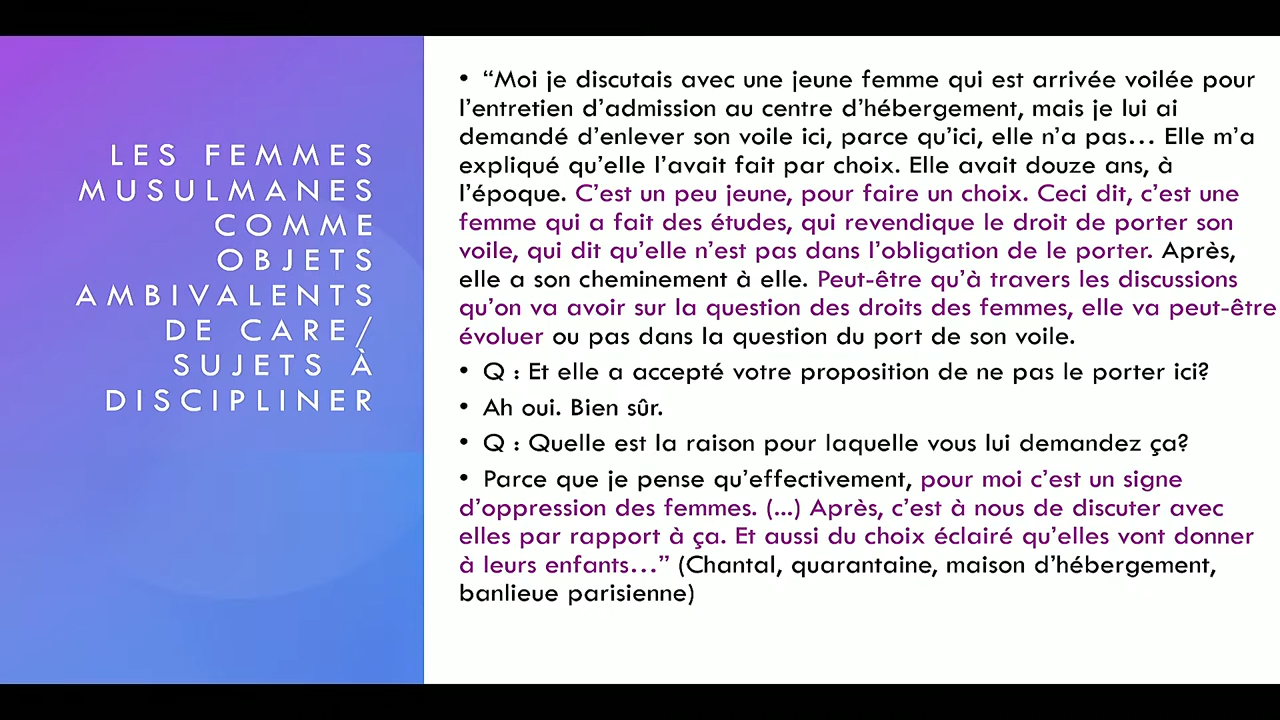 LES FEMMES
MUSULMANES
COMME
OBJETS
AMBIVALENTS
DE CARE/
SUJETS À
DISCIPLINER
• “Moi je discutais avec une jeune femme qui est arrivée voilée pour
l’entretien d’admission au centre d’hébergement, mais je lui ai
demandé d’enlever son voile ici, parce qu’ici, elle n’a pas… Elle m’a
expliqué qu’elle l’avait fait par choix. Elle avait douze ans, à
l’époque. C’est un peu jeune, pour faire un choix. Ceci dit, c’est une
femme qui a fait des études, qui revendique le droit de porter son
voile, qui dit qu’elle n’est pas dans l’obligation de le porter. Après,
elle a son cheminement à elle. Peut-être qu’à travers les discussions
qu’on va avoir sur la question des droits des femmes, elle va peut-être
évoluer ou pas dans la question du port de son voile.
• Q : Et elle a accepté votre proposition de ne pas le porter ici?
• Ah oui. Bien sûr.
• Q : Quelle est la raison pour laquelle vous lui demandez ça?
• Parce que je pense qu’effectivement, pour moi c’est un signe
d’oppression des femmes. (...) Après, c’est à nous de discuter avec
elles par rapport à ça. Et aussi du choix éclairé qu’elles vont donner
à leurs enfants…” (Chantal, quarantaine, maison d’hébergement,
banlieue parisienne)